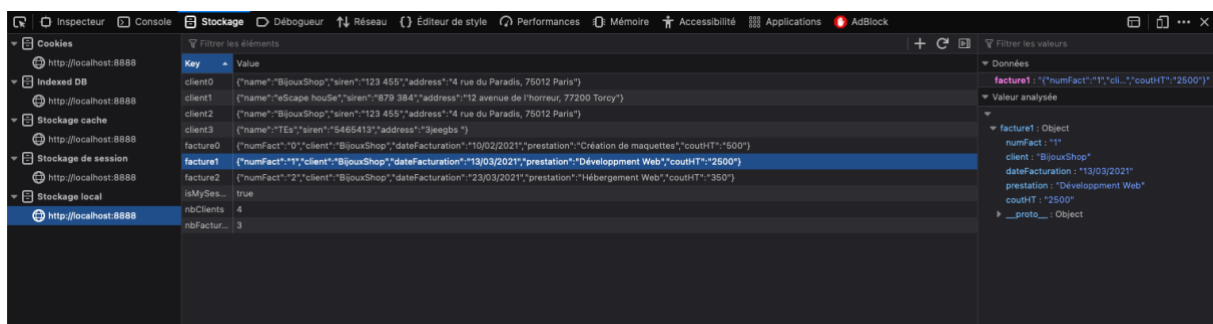 Inspecteur Console Stockage Débogueur Réseau Éditeur de style Performances Mémoire Accessibilité Applications AdBlock
Cookies
http://localhost:8888
Indexed DB
http://localhost:8888
Stockage cache
http://localhost:8888
Stockage de session
http://localhost:8888
Stockage local
http://localhost:8888
Filtrer les éléments
Key Value
client0 {"name":"BijouxShop","siren":"123 455","address":"4 rue du Paradis, 75012 Paris"}
client1 {"name":"eScape houSe","siren":"879 384","address":"12 avenue de l'horreur, 77200 Torcy"}
client2 {"name":"BijouxShop","siren":"123 455","address":"4 rue du Paradis, 75012 Paris"}
client3 {"name":"TEs","siren":"5465413","address":"3jeegbs "}
facture0 {"numFact":"0","client":"BijouxShop","dateFacturation":"10/02/2021","prestation":"Création de maquettes","coutHT":"500"}
facture1 {"numFact":"1","client":"BijouxShop","dateFacturation":"13/03/2021","prestation":"Développment Web","coutHT":"2500"}
facture2 {"numFact":"2","client":"BijouxShop","dateFacturation":"23/03/2021","prestation":"Hébergement Web","coutHT":"350"}
isMySes... true
nbClients 4
nbFactur... 3
Filtrer les valeurs
Données
facture1 : "{"numFact":"1","cli...","coutHT":"2500"}"
Valeur analysée
facture1 : Object
numFact : "1"
client : "BijouxShop"
dateFacturation : "13/03/2021"
prestation : "Développment Web"
coutHT : "2500"
__proto__ : Object